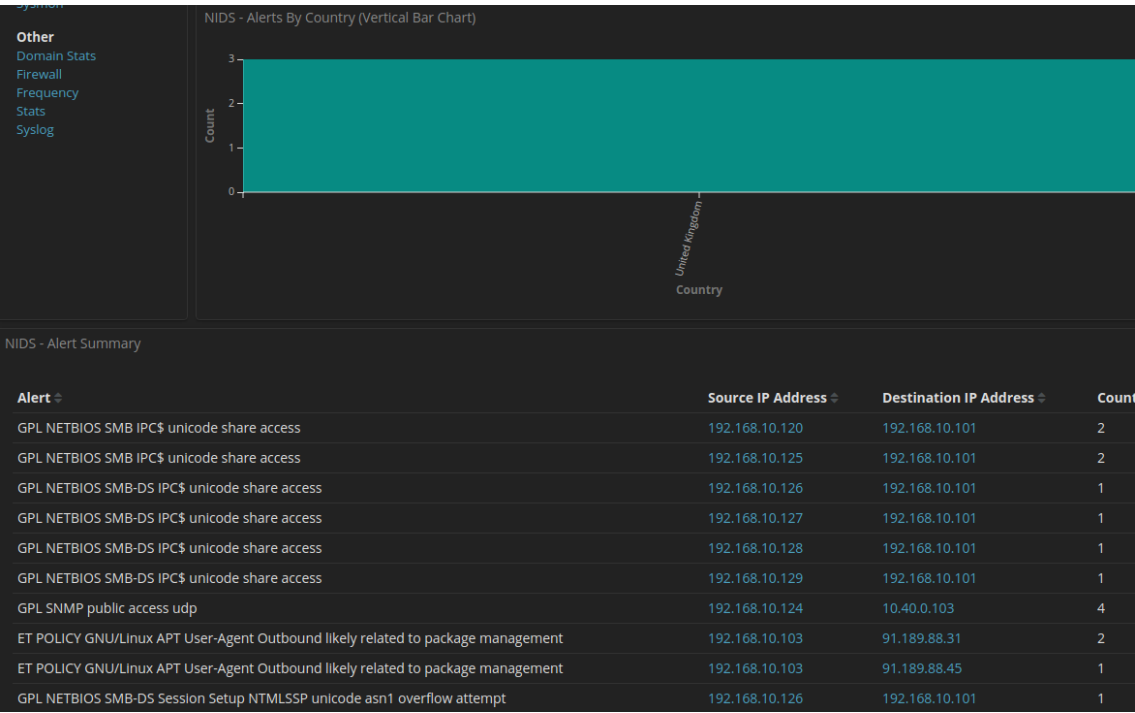 Sysmon
Other
Domain Stats
Firewall
Frequency
Stats
Syslog
NIDS - Alerts By Country (Vertical Bar Chart)
3
2
1
0
Count
United Kingdom
Country
NIDS - Alert Summary
Alert Source IP Address Destination IP Address Count
GPL NETBIOS SMB IPC$ unicode share access 192.168.10.120 192.168.10.101 2
GPL NETBIOS SMB IPC$ unicode share access 192.168.10.125 192.168.10.101 2
GPL NETBIOS SMB-DS IPC$ unicode share access 192.168.10.126 192.168.10.101 1
GPL NETBIOS SMB-DS IPC$ unicode share access 192.168.10.127 192.168.10.101 1
GPL NETBIOS SMB-DS IPC$ unicode share access 192.168.10.128 192.168.10.101 1
GPL NETBIOS SMB-DS IPC$ unicode share access 192.168.10.129 192.168.10.101 1
GPL SNMP public access udp 192.168.10.124 10.40.0.103 4
ET POLICY GNU/Linux APT User-Agent Outbound likely related to package management 192.168.10.103 91.189.88.31 2
ET POLICY GNU/Linux APT User-Agent Outbound likely related to package management 192.168.10.103 91.189.88.45 1
GPL NETBIOS SMB-DS Session Setup NTMLSSP unicode asn1 overflow attempt 192.168.10.126 192.168.10.101 1